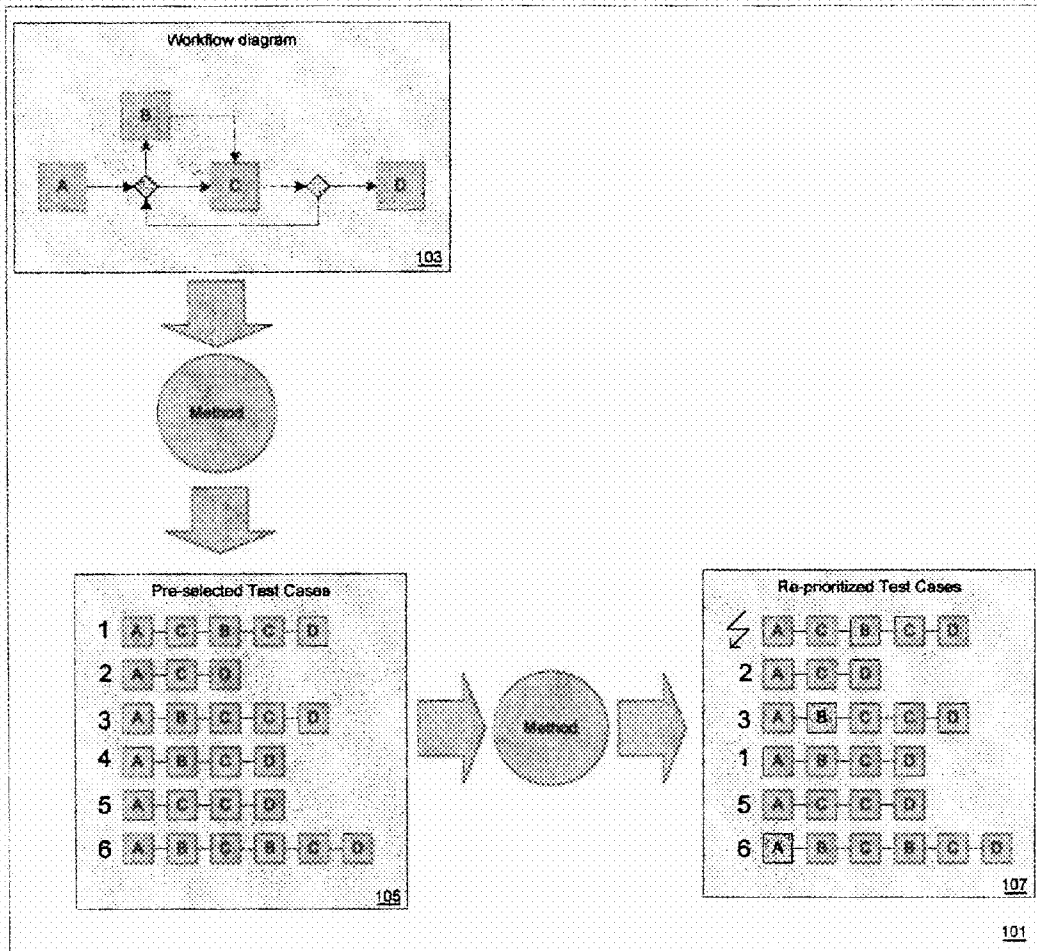 Workflow diagram
B
A C D
103
Method
Pre-selected Test Cases
1 A C B C D
2 A C D
3 A B C C D
4 A B C D
5 A C C D
6 A B C B C D
105
Method
Re-prioritized Test Cases
A C B C D
2 A C D
3 A B C C D
1 A B C D
5 A C C D
6 A B C B C D
107
101